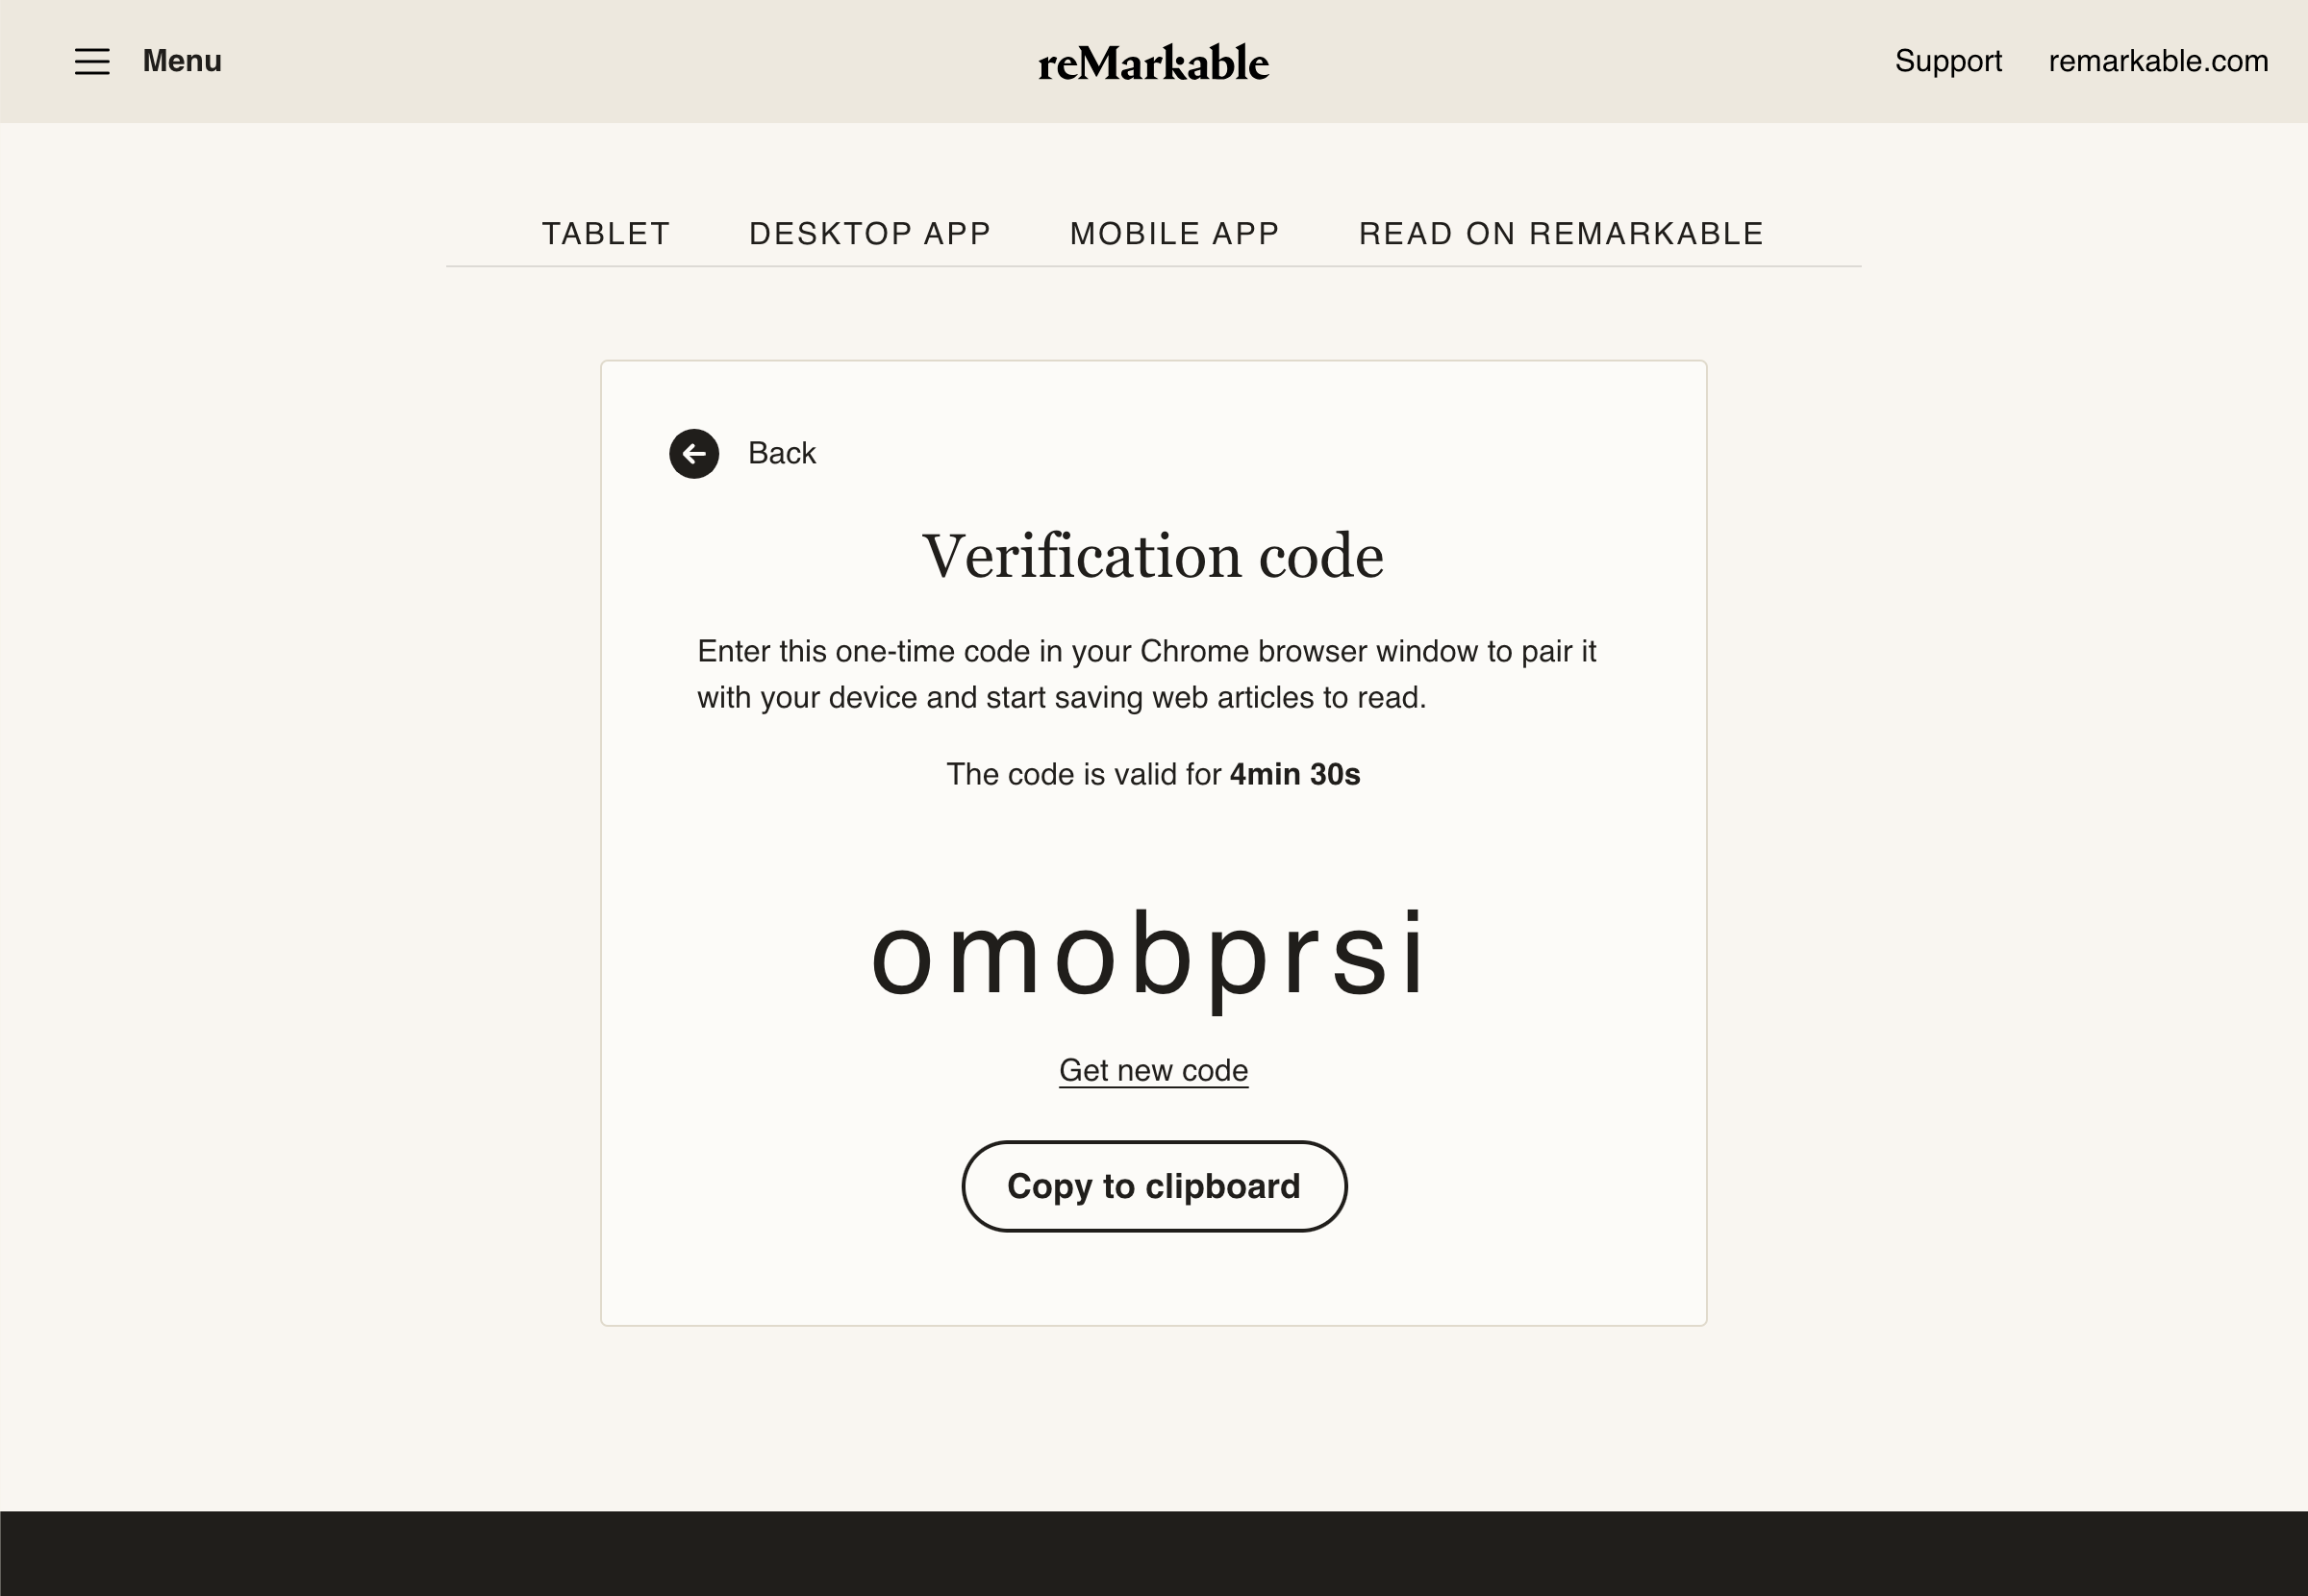 Menu
reMarkable
Support
remarkable.com
TABLET
DESKTOP APP
MOBILE APP
READ ON REMARKABLE
Back
Verification code
Enter this one-time code in your Chrome browser window to pair it
with your device and start saving web articles to read.
The code is valid for 4min 30s
omobprsi
Get new code
Copy to clipboard